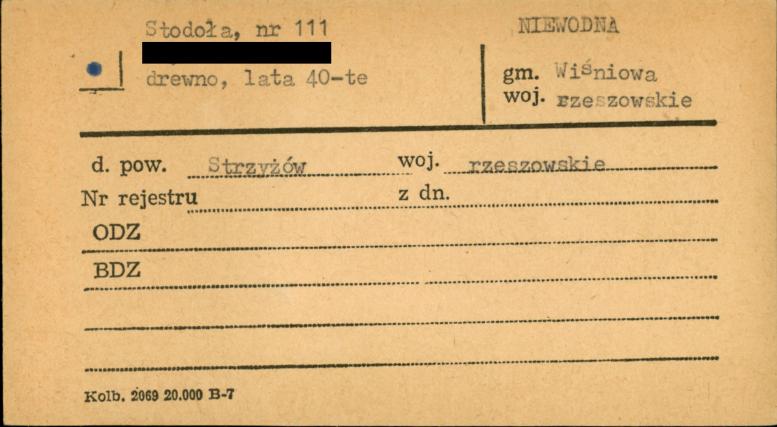 Stodoła, nr 111
drewno, lata 40-te
NIEWODNA
gm. Wiśniowa
woj. rzeszowskie
d. pow. Strzyżów woj. rzeszowskie
Nr rejestru z dn.
ODZ
BDZ
Kolb. 2069 20.000 B-7